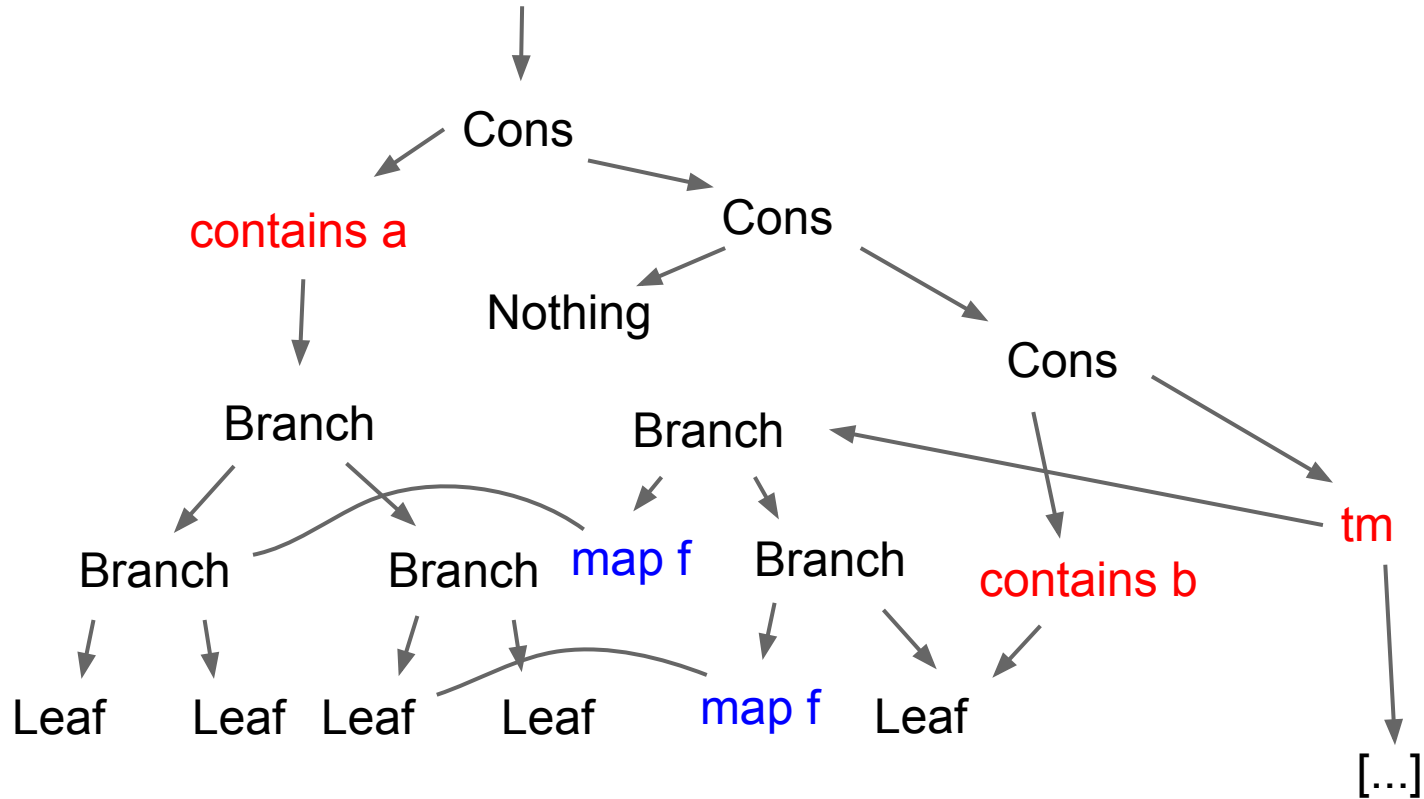 Cons
contains a
Cons
Nothing
Cons
Branch
Branch
tm
Branch
Branch
map f
Branch
contains b
Leaf
Leaf
Leaf
Leaf
map f
Leaf
[...]